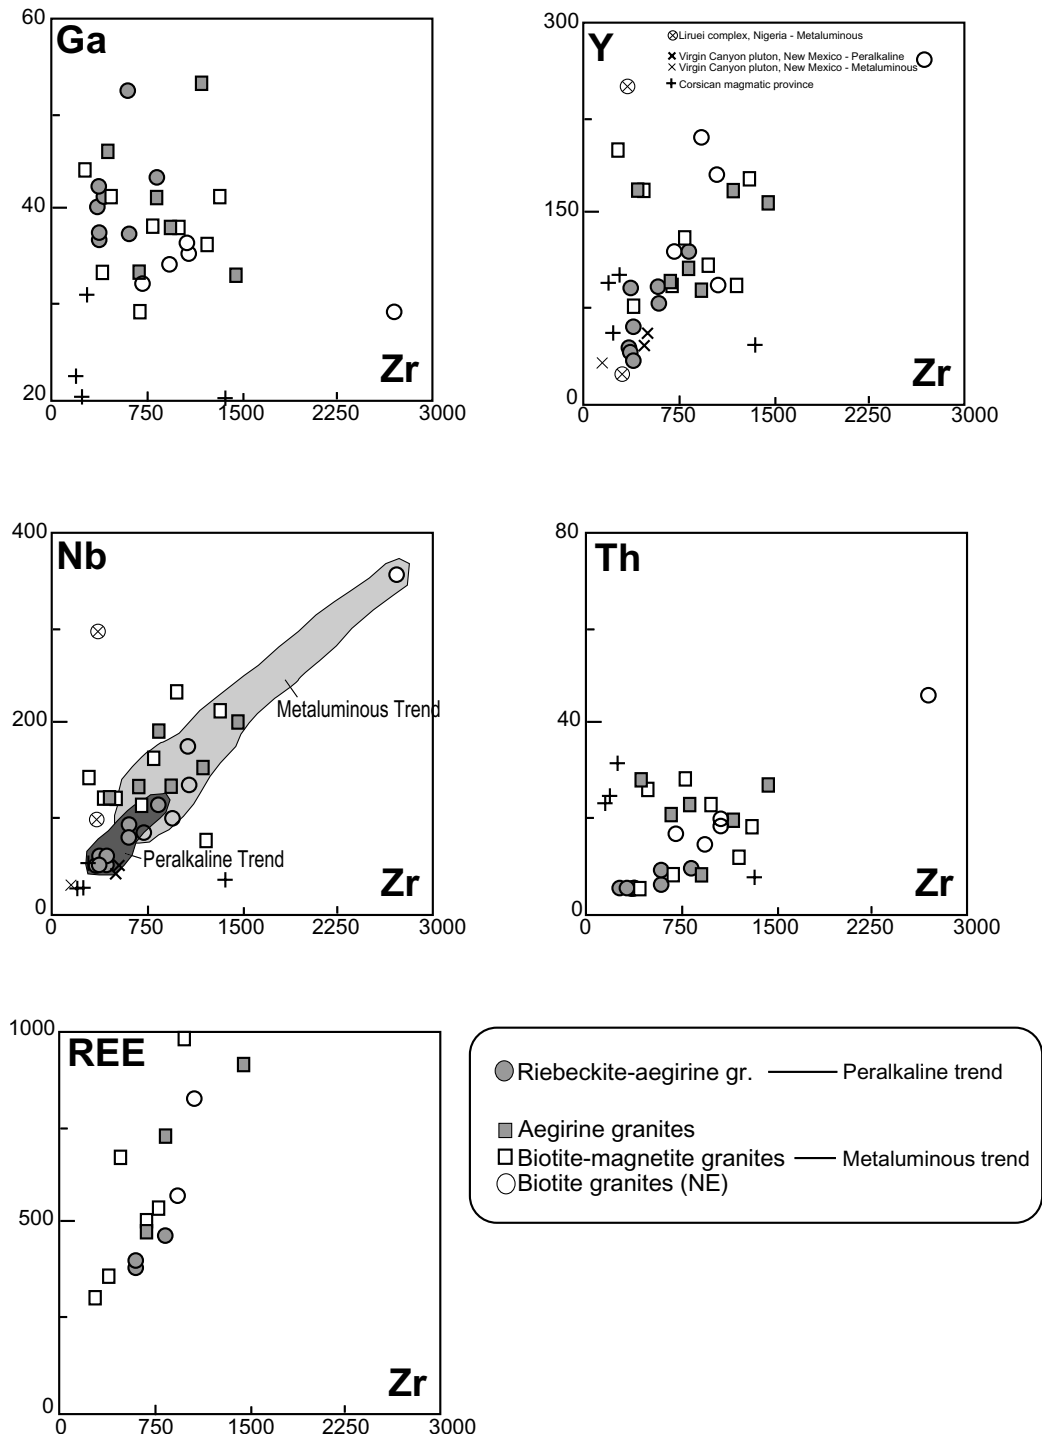 60
Ga
40
20
Zr
0
750
1500
2250
3000
300
Y
Liruei complex, Nigeria - Metaluminous
Virgin Canyon pluton, New Mexico - Peralkaline
Virgin Canyon pluton, New Mexico - Metaluminous
Corsican magmatic province
150
0
Zr
0
750
1500
2250
3000
400
Nb
200
Metaluminous Trend
Peralkaline Trend
0
Zr
0
750
1500
2250
3000
80
Th
40
0
Zr
0
750
1500
2250
3000
1000
REE
500
0
Zr
0
750
1500
2250
3000
Riebeckite-aegirine gr. Peralkaline trend
Aegirine granites
Biotite-magnetite granites Metaluminous trend
Biotite granites (NE)